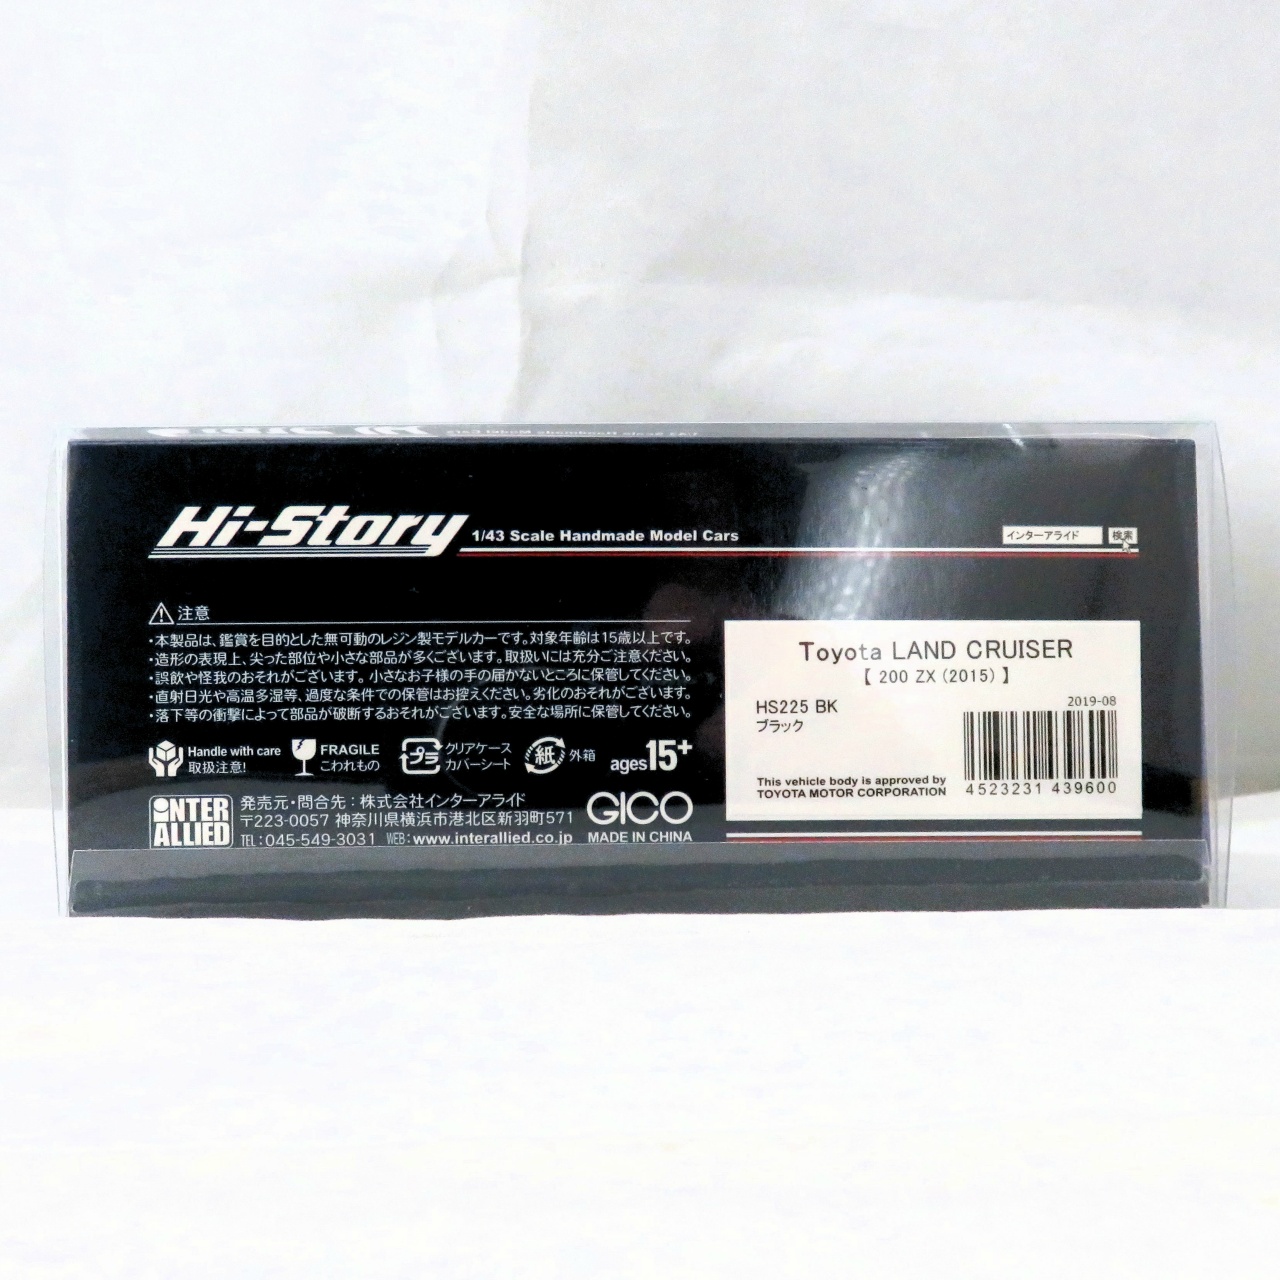 Hi-Story 1/43 Scale Handmade Model Cars
インターアライド 検索
注意
・本製品は、鑑賞を目的とした無可動のレジン製モデルカーです。対象年齢は15歳以上です。
・造形の表現上、尖った部位や小さな部品が多くございます。取扱いには充分ご注意ください。
・誤飲や怪我のおそれがございます。小さなお子様の手の届かないところに保管してください。
・直射日光や高温多湿等、過度な条件での保管はお控えください。劣化のおそれがございます。
・落下等の衝撃によって部品が破断するおそれがございます。安全な場所に保管してください。
Handle with care
取扱注意!
FRAGILE
こわれもの
プラ
クリアケース
カバーシート
紙 外箱
ages15+
INTER
ALLIED
発売元・問合先：株式会社インターアライド
〒223-0057 神奈川県横浜市港北区新羽町571
TEL:045-549-3031 WEB:www.interallied.co.jp
GICO
MADE IN CHINA
Toyota LAND CRUISER
【 200 ZX (2015) 】
HS225 BK
ブラック
2019-08
This vehicle body is approved by
TOYOTA MOTOR CORPORATION
4523231 439600